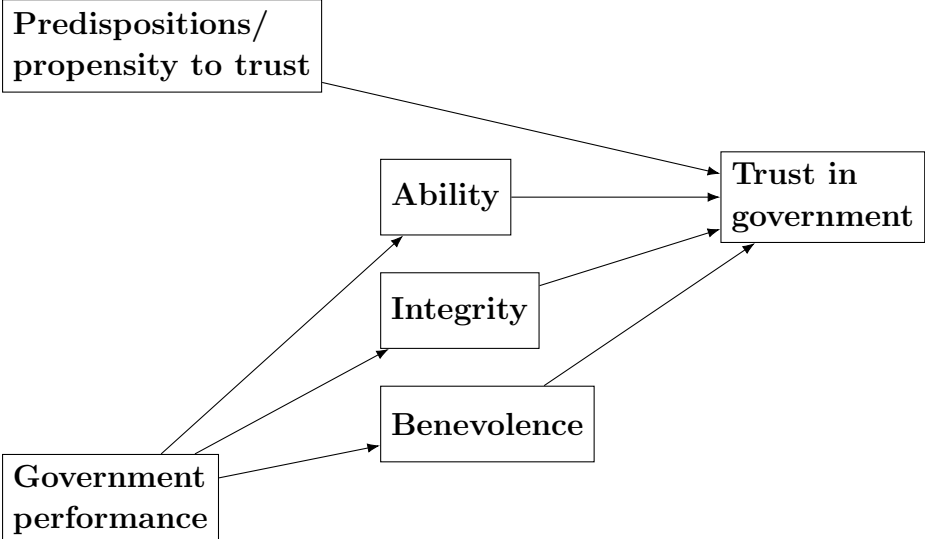 Predispositions/
propensity to trust
Trust in
government
Ability
Integrity
Benevolence
Government
performance